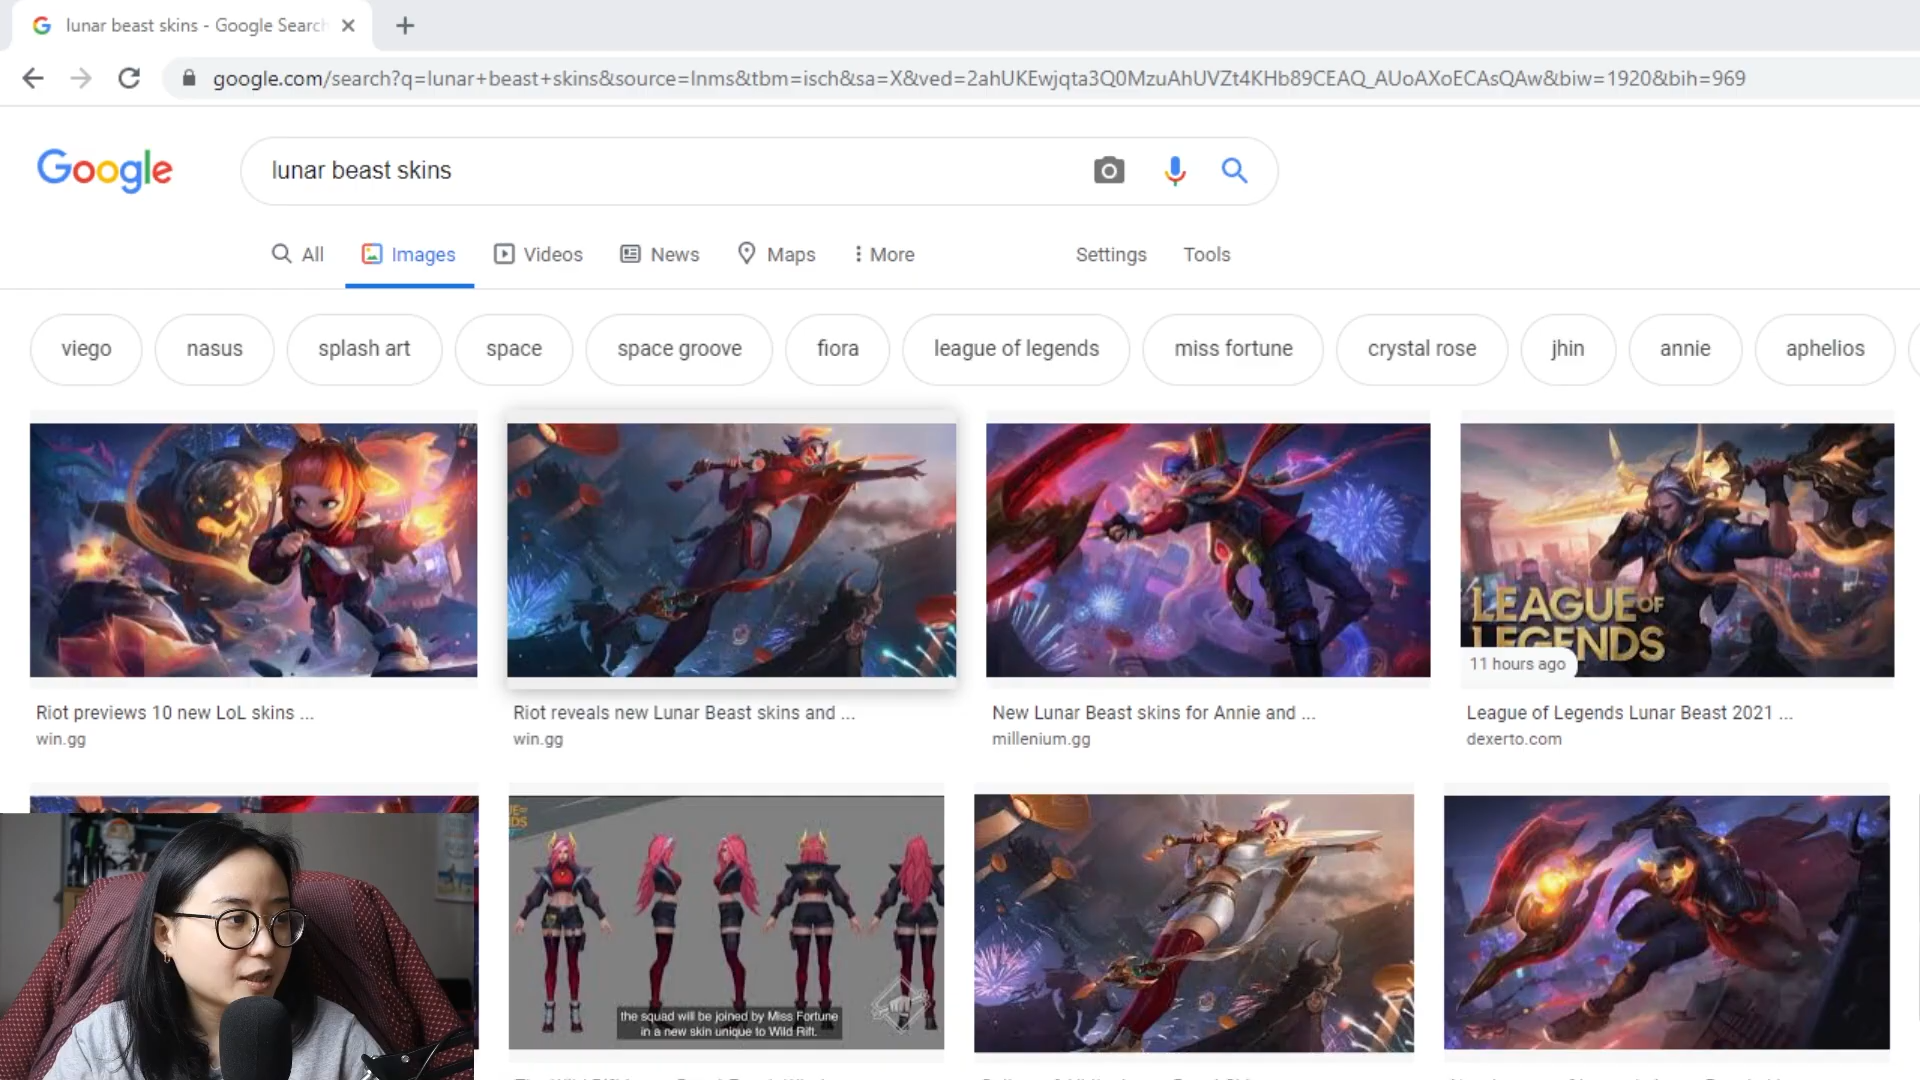 lunar beast skins - Google Search
google.com/search?q=lunar+beast+skins&source=lnms&tbm=isch&sa=X&ved=2ahUKEwjqta3Q0MzuAhUVZt4KHb89CEAQ_AUoAXoECAsQAw&biw=1920&bih=969
Google
lunar beast skins
All
Images
Videos
News
Maps
More
Settings
Tools
viego
nasus
splash art
space
space groove
fiora
league of legends
miss fortune
crystal rose
jhin
annie
aphelios
LEAGUE OF
LEGENDS
11 hours ago
Riot previews 10 new LoL skins ...
win.gg
Riot reveals new Lunar Beast skins and ...
win.gg
New Lunar Beast skins for Annie and ...
millenium.gg
League of Legends Lunar Beast 2021 ...
dexerto.com
the squad will be joined by Miss Fortune
in a new skin unique to Wild Rift.